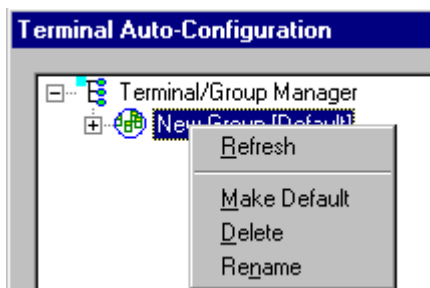 Terminal Auto-Configuration
Terminal/Group Manager
New Group [Default]
Refresh
Make Default
Delete
Rename